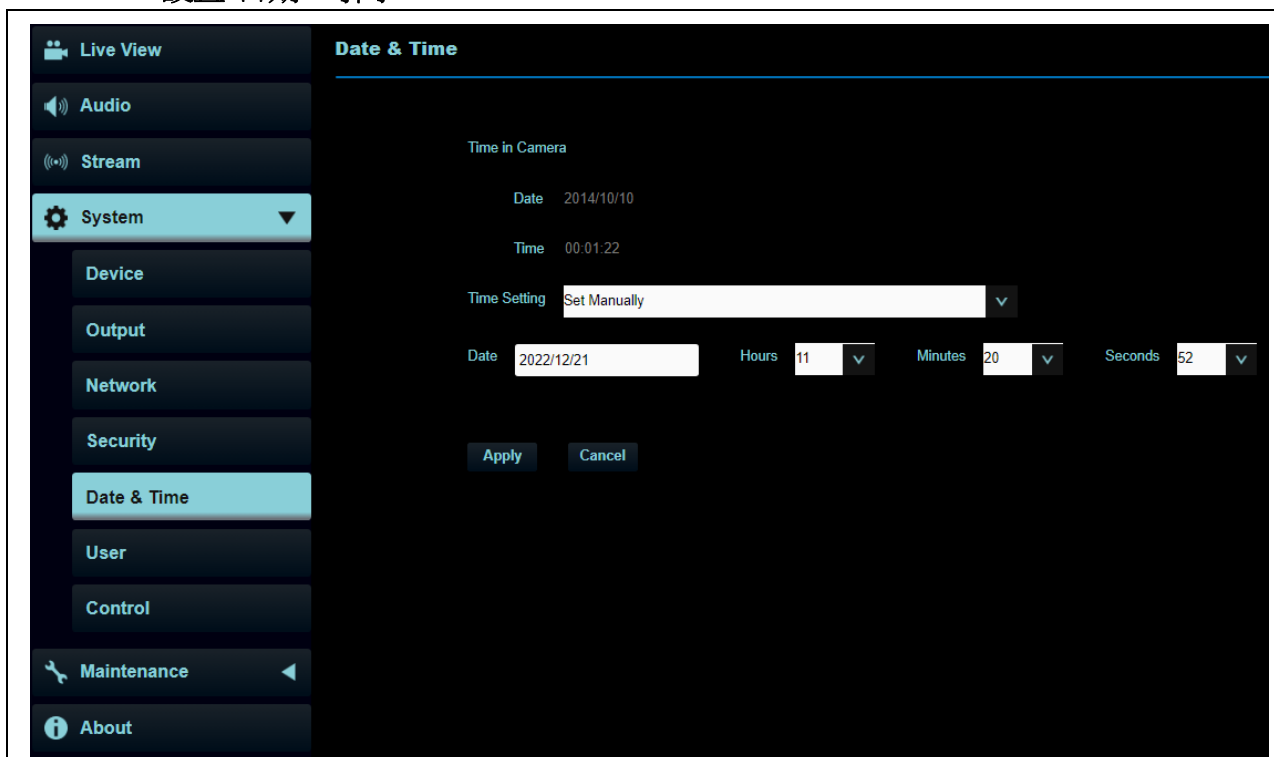 Live View
Date & Time
Audio
Stream
System
Device
Output
Network
Security
Date & Time
User
Control
Maintenance
About
Time in Camera
Date 2014/10/10
Time 00:01:22
Time Setting Set Manually
Date 2022/12/21 Hours 11 Minutes 20 Seconds 52
Apply Cancel